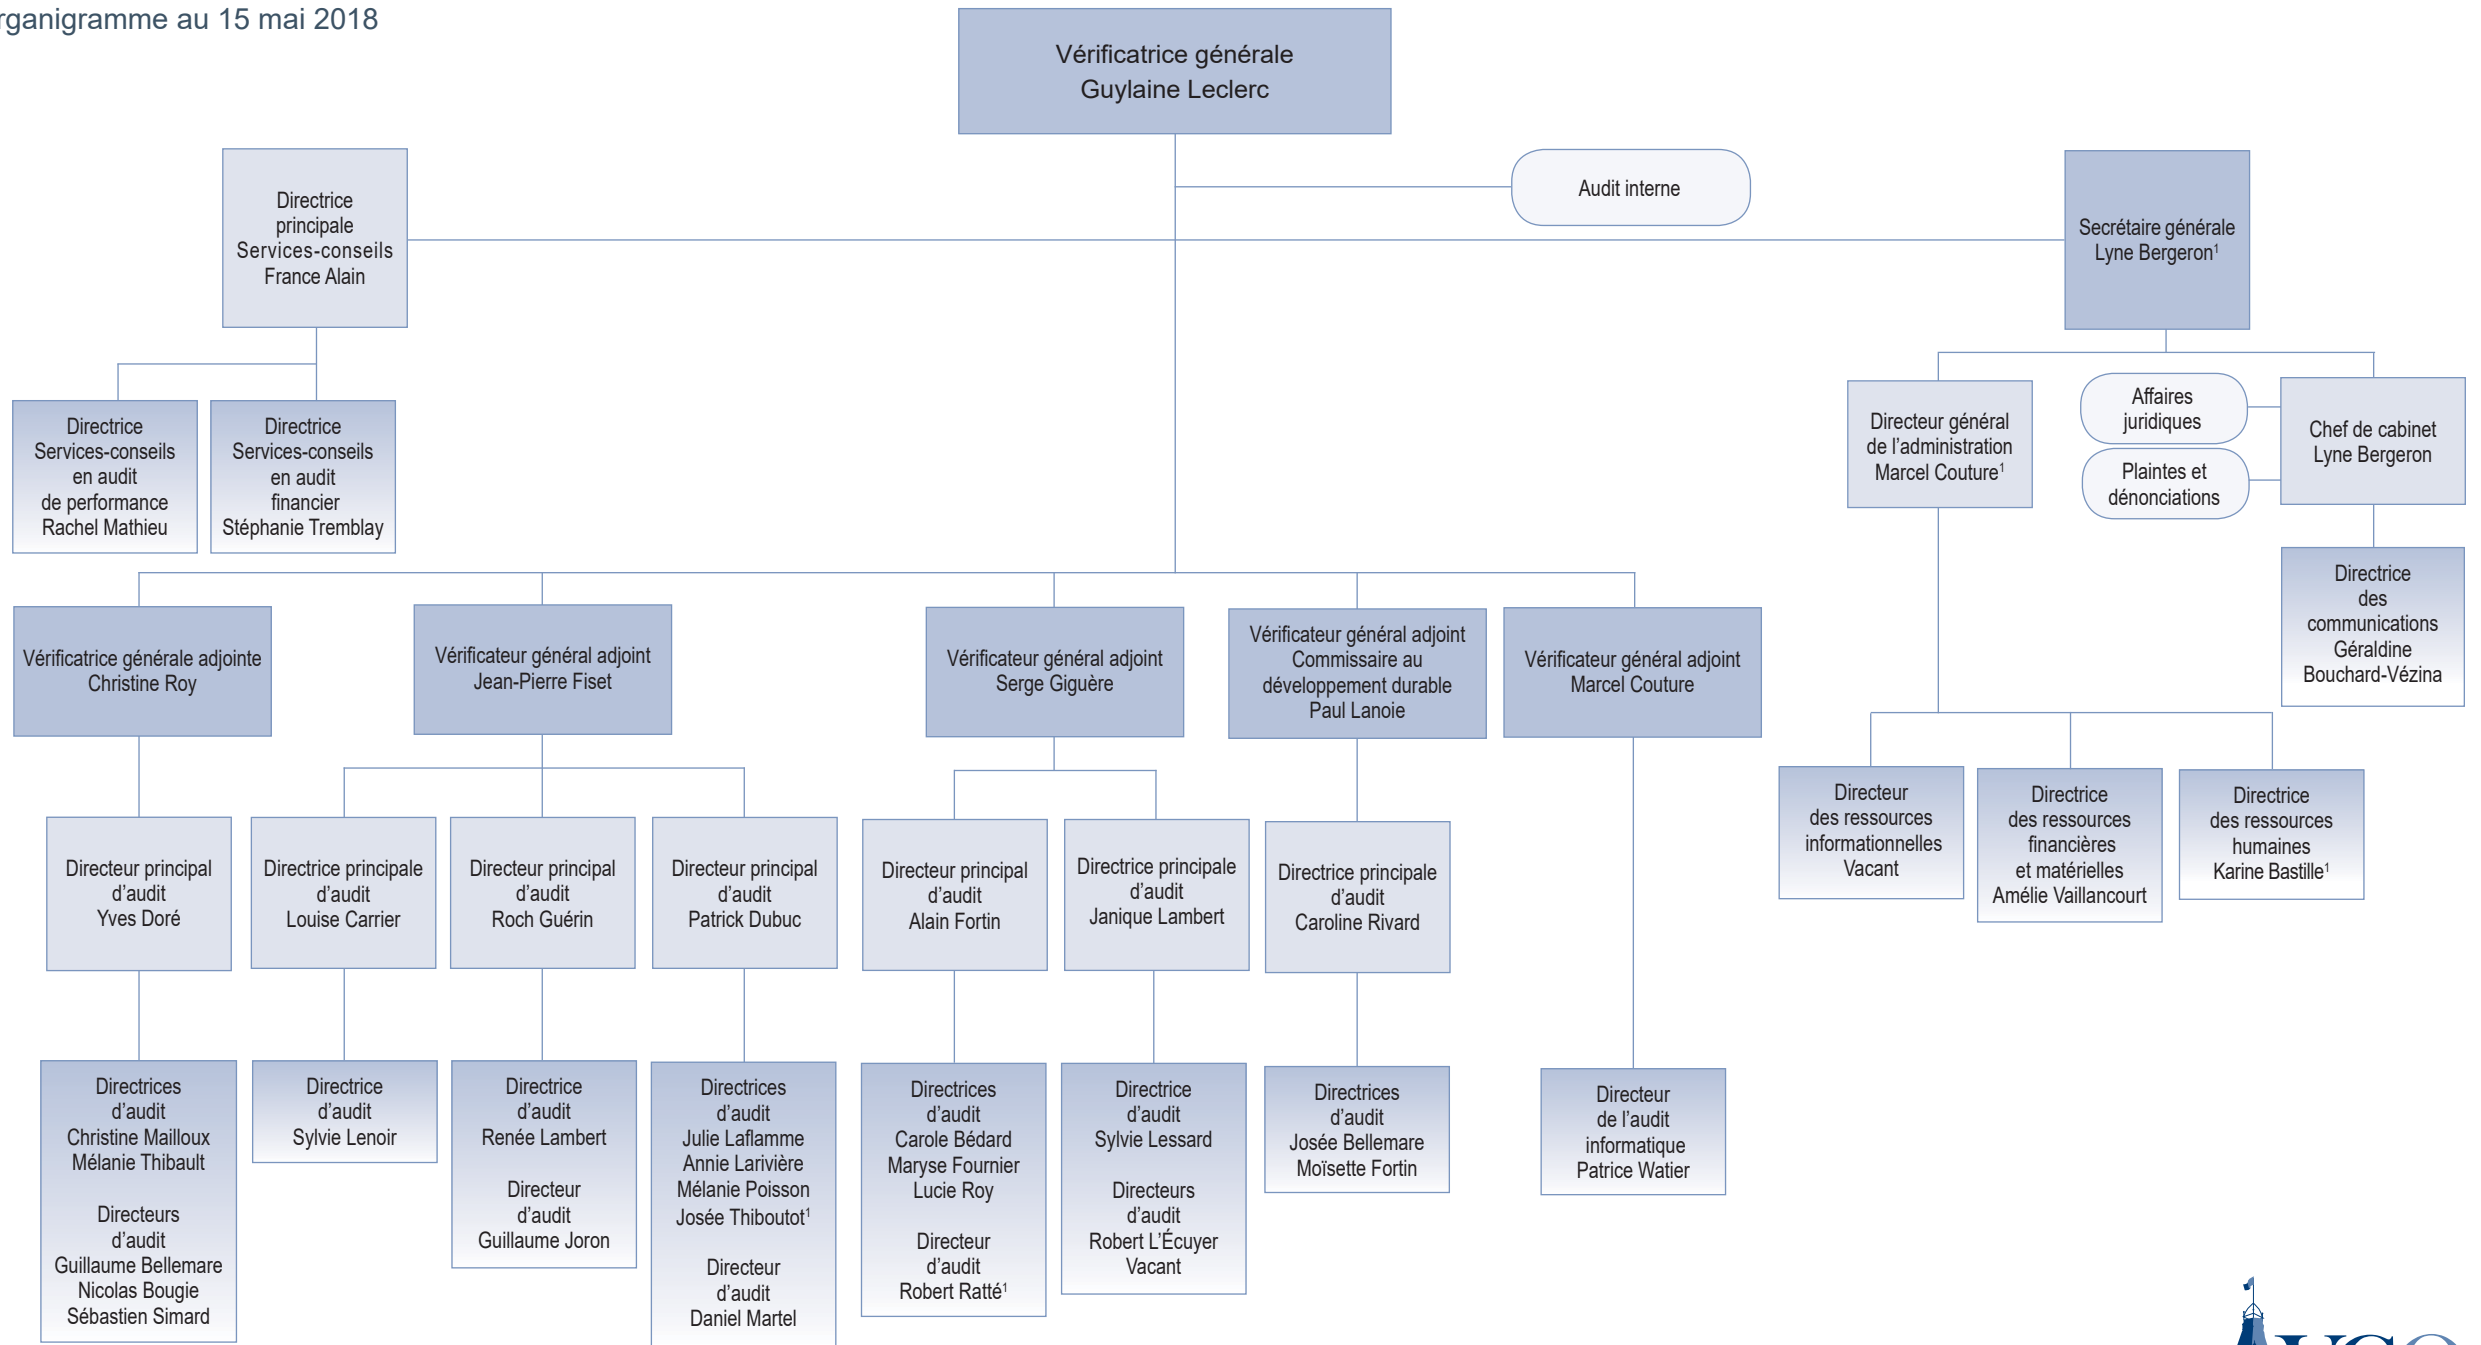 rganigramme au 15 mai 2018
Vérificatrice générale
Guylaine Leclerc
Audit interne
Directrice
principale
Services-conseils
France Alain
Secrétaire générale
Lyne Bergeron¹
Directrice
Services-conseils
en audit
de performance
Rachel Mathieu
Directrice
Services-conseils
en audit
financier
Stéphanie Tremblay
Directeur général
de l’administration
Marcel Couture¹
Affaires
juridiques
Plaintes et
dénonciations
Chef de cabinet
Lyne Bergeron
Directrice
des
communications
Géraldine
Bouchard-Vézina
Vérificatrice générale adjointe
Christine Roy
Vérificateur général adjoint
Jean-Pierre Fiset
Vérificateur général adjoint
Serge Giguère
Vérificateur général adjoint
Commissaire au
développement durable
Paul Lanoie
Vérificateur général adjoint
Marcel Couture
Directeur
des ressources
informationnelles
Vacant
Directrice
des ressources
financières
et matérielles
Amélie Vaillancourt
Directrice
des ressources
humaines
Karine Bastille¹
Directeur principal
d’audit
Yves Doré
Directrice principale
d’audit
Louise Carrier
Directeur principal
d’audit
Roch Guérin
Directeur principal
d’audit
Patrick Dubuc
Directeur principal
d’audit
Alain Fortin
Directrice principale
d’audit
Janique Lambert
Directrice principale
d’audit
Caroline Rivard
Directrices
d’audit
Christine Mailloux
Mélanie Thibault
Directeurs
d’audit
Guillaume Bellemare
Nicolas Bougie
Sébastien Simard
Directrice
d’audit
Sylvie Lenoir
Directrice
d’audit
Renée Lambert
Directeur
d’audit
Guillaume Joron
Directrices
d’audit
Julie Laflamme
Annie Larivière
Mélanie Poisson
Josée Thiboutot¹
Directeur
d’audit
Daniel Martel
Directrices
d’audit
Carole Bédard
Maryse Fournier
Lucie Roy
Directeur
d’audit
Robert Ratté¹
Directrice
d’audit
Sylvie Lessard
Directeurs
d’audit
Robert L’Écuyer
Vacant
Directrices
d’audit
Josée Bellemare
Moïsette Fortin
Directeur
de l’audit
informatique
Patrice Watier